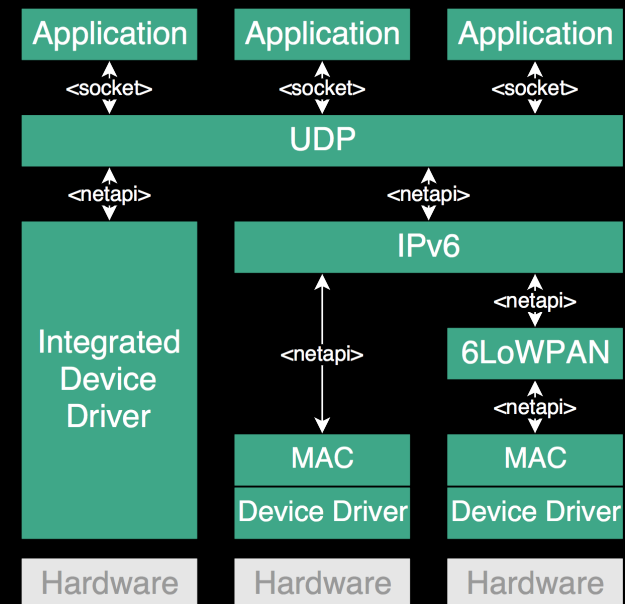 Application Application Application
<socket> <socket> <socket>
UDP
<netapi> <netapi>
IPv6
<netapi>
Integrated
Device
Driver
<netapi>
6LoWPAN
<netapi>
MAC MAC
Device Driver Device Driver
Hardware Hardware Hardware